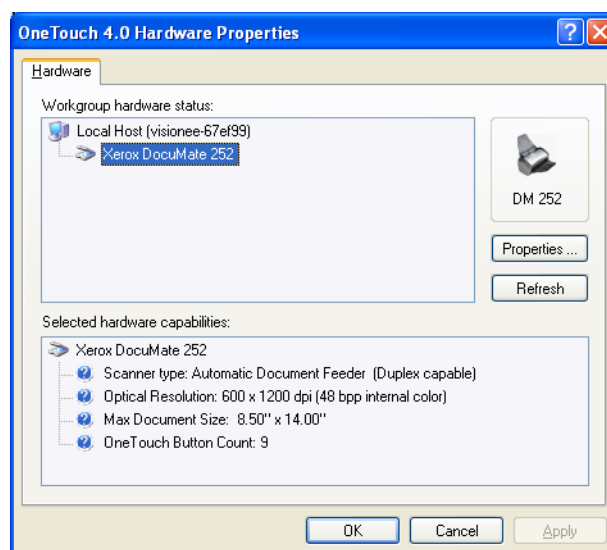 OneTouch 4.0 Hardware Properties
Hardware
Workgroup hardware status:
Local Host (visionee-67ef99)
Xerox DocuMate 252
DM 252
Properties ...
Refresh
Selected hardware capabilities:
Xerox DocuMate 252
Scanner type: Automatic Document Feeder (Duplex capable)
Optical Resolution: 600 x 1200 dpi (48 bpp internal color)
Max Document Size: 8.50" x 14.00"
OneTouch Button Count: 9
OK Cancel Apply